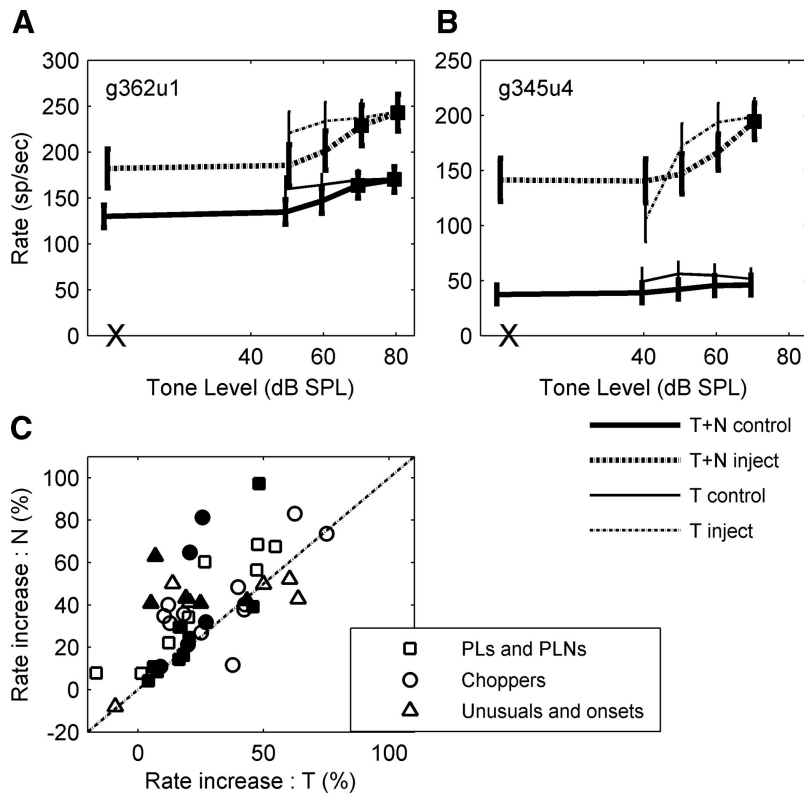 A
B
300
250
200
150
100
50
0
Rate (sp/sec)
g362u1
X
40
60
80
Tone Level (dB SPL)
250
200
150
100
50
0
g345u4
X
40
60
80
Tone Level (dB SPL)
T+N control
T+N inject
T control
T inject
C
100
80
60
40
20
0
-20
Rate increase : N (%)
0
50
100
Rate increase : T (%)
PLs and PLNs
Choppers
Unusuals and onsets